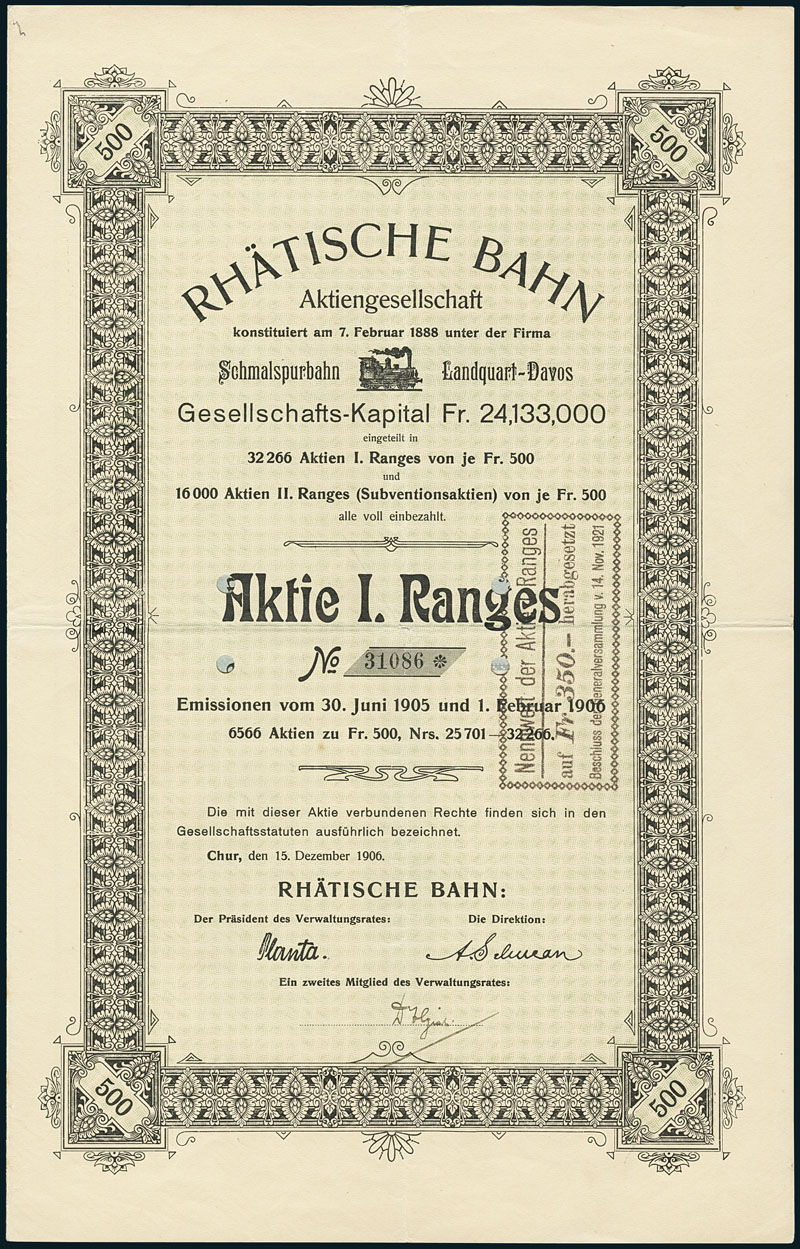 500
500
RHÄTISCHE BAHN
Aktiengesellschaft
konstituiert am 7. Februar 1888 unter der Firma
Schmalspurbahn Landquart-Davos
Gesellschafts-Kapital Fr. 24,133,000
eingeteilt in
32266 Aktien I. Ranges von je Fr. 500
und
16000 Aktien II. Ranges (Subventionsaktien) von je Fr. 500
alle voll einbezahlt.
Aktie I. Ranges
No 31086 *
Emissionen vom 30. Juni 1905 und 1. Februar 1906
6566 Aktien zu Fr. 500, Nrs. 25701—32266.
Nennwert der Aktie I. Ranges
auf Fr. 350.- herabgesetzt
Beschluss der Generalversammlung v. 14. Nov. 1921
Die mit dieser Aktie verbundenen Rechte finden sich in den
Gesellschaftsstatuten ausführlich bezeichnet.
Chur, den 15. Dezember 1906.
RHÄTISCHE BAHN:
Der Präsident des Verwaltungsrates: Die Direktion:
Planta. A. Schucan
Ein zweites Mitglied des Verwaltungsrates:
500
500